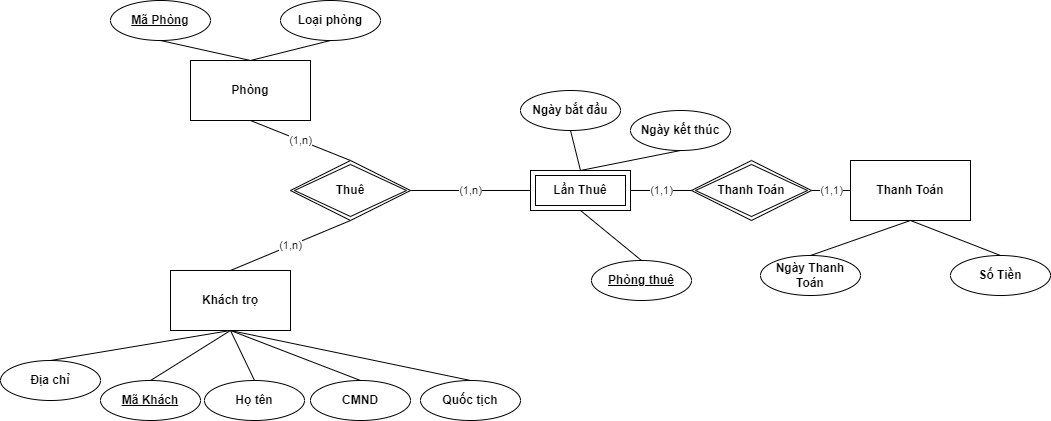 Mã Phòng
Loại phòng
Phòng
(1,n)
Ngày bắt đầu
Ngày kết thúc
Thuê
(1,n)
Lần Thuê
(1,1)
Thanh Toán
(1,1)
Thanh Toán
(1,n)
Phòng thuê
Ngày Thanh
Toán
Số Tiền
Khách trọ
Địa chỉ
Mã Khách
Họ tên
CMND
Quốc tịch